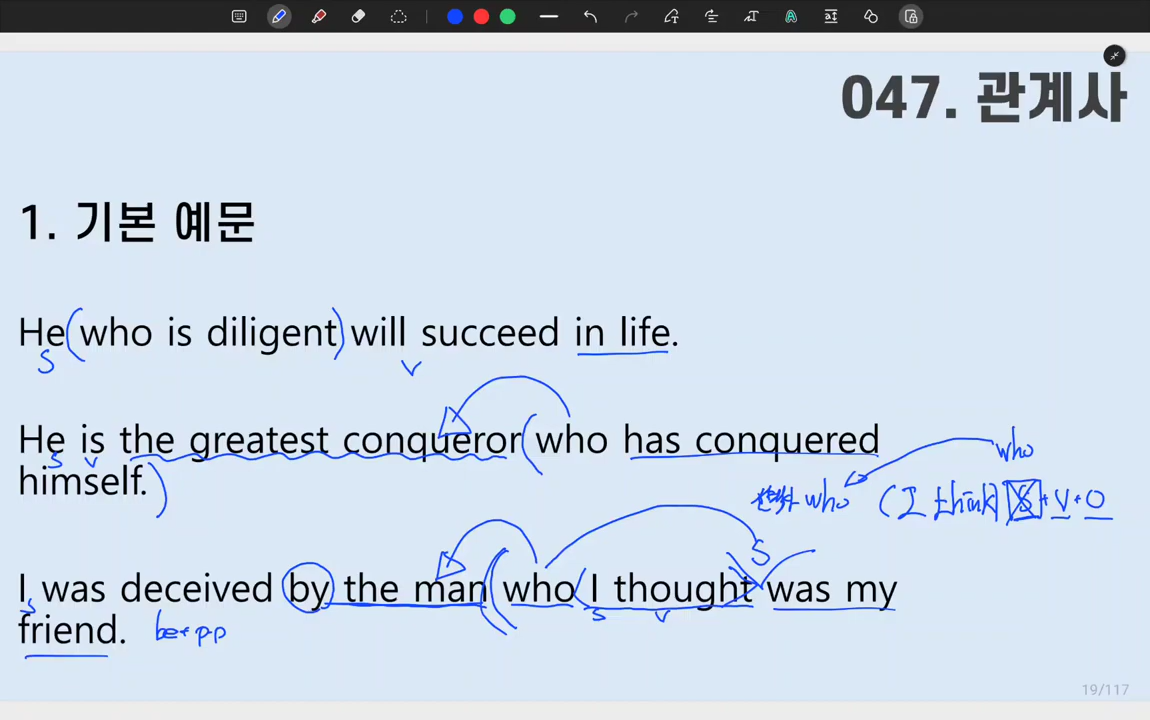 047. 관계사
1. 기본 예문
He (who is diligent) will succeed in life.
S V
He is the greatest conqueror (who has conquered
S V
himself.)
who
who (I think) S + V + O
S
I was deceived by the man (who (I thought was my
S S V
friend. be+p.p
19/117